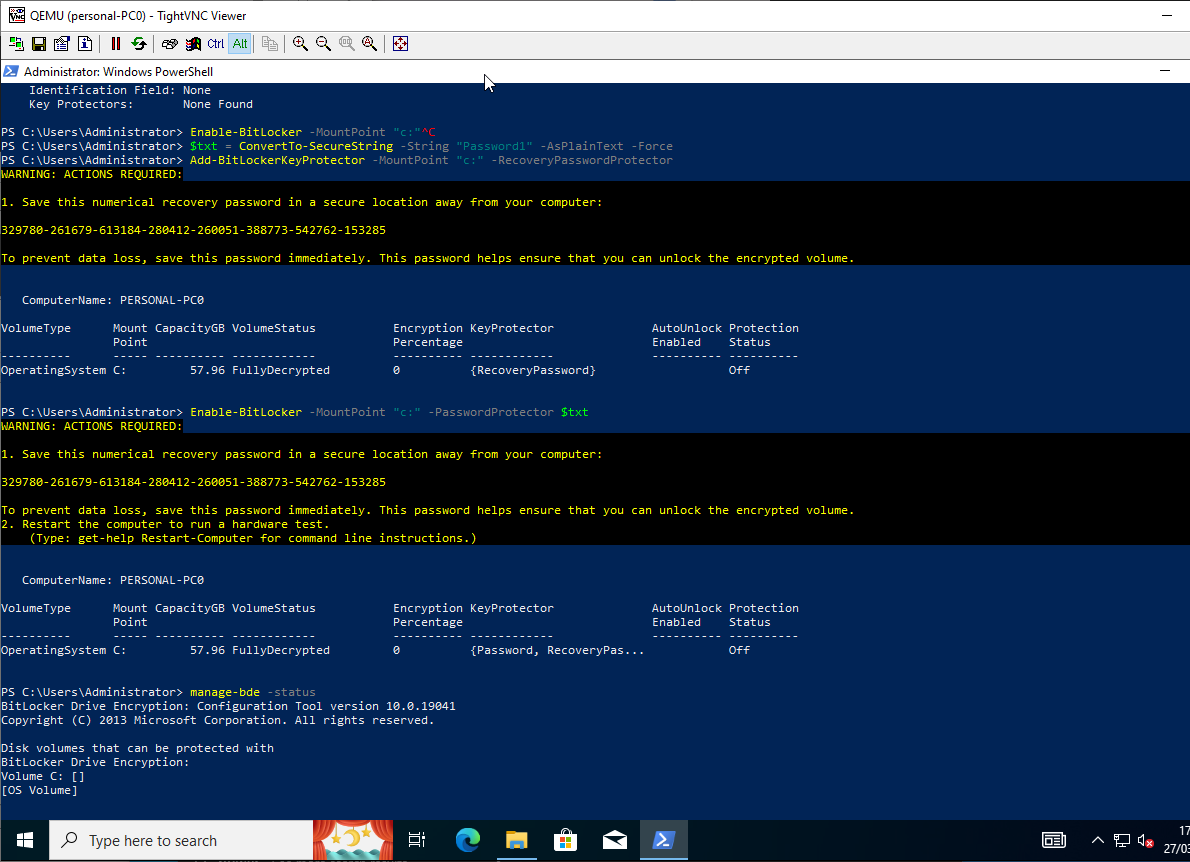 QEMU (personal-PC0) - TightVNC Viewer
Ctrl Alt
Administrator: Windows PowerShell
Identification Field: None
Key Protectors: None Found
PS C:\Users\Administrator> Enable-BitLocker -MountPoint "c:"^C
PS C:\Users\Administrator> $txt = ConvertTo-SecureString -String "Password1" -AsPlainText -Force
PS C:\Users\Administrator> Add-BitLockerKeyProtector -MountPoint "c:" -RecoveryPasswordProtector
WARNING: ACTIONS REQUIRED:
1. Save this numerical recovery password in a secure location away from your computer:
329780-261679-613184-280412-260051-388773-542762-153285
To prevent data loss, save this password immediately. This password helps ensure that you can unlock the encrypted volume.
ComputerName: PERSONAL-PC0
VolumeType Mount CapacityGB VolumeStatus Encryption KeyProtector AutoUnlock Protection
Point Percentage Enabled Status
---------- ----- ---------- ------------ ---------- ------------ ---------- ----------
OperatingSystem C: 57.96 FullyDecrypted 0 {RecoveryPassword} Off
PS C:\Users\Administrator> Enable-BitLocker -MountPoint "c:" -PasswordProtector $txt
WARNING: ACTIONS REQUIRED:
1. Save this numerical recovery password in a secure location away from your computer:
329780-261679-613184-280412-260051-388773-542762-153285
To prevent data loss, save this password immediately. This password helps ensure that you can unlock the encrypted volume.
2. Restart the computer to run a hardware test.
(Type: get-help Restart-Computer for command line instructions.)
ComputerName: PERSONAL-PC0
VolumeType Mount CapacityGB VolumeStatus Encryption KeyProtector AutoUnlock Protection
Point Percentage Enabled Status
---------- ----- ---------- ------------ ---------- ------------ ---------- ----------
OperatingSystem C: 57.96 FullyDecrypted 0 {Password, RecoveryPas... Off
PS C:\Users\Administrator> manage-bde -status
BitLocker Drive Encryption: Configuration Tool version 10.0.19041
Copyright (C) 2013 Microsoft Corporation. All rights reserved.
Disk volumes that can be protected with
BitLocker Drive Encryption:
Volume C: []
[OS Volume]
Type here to search
17
27/03